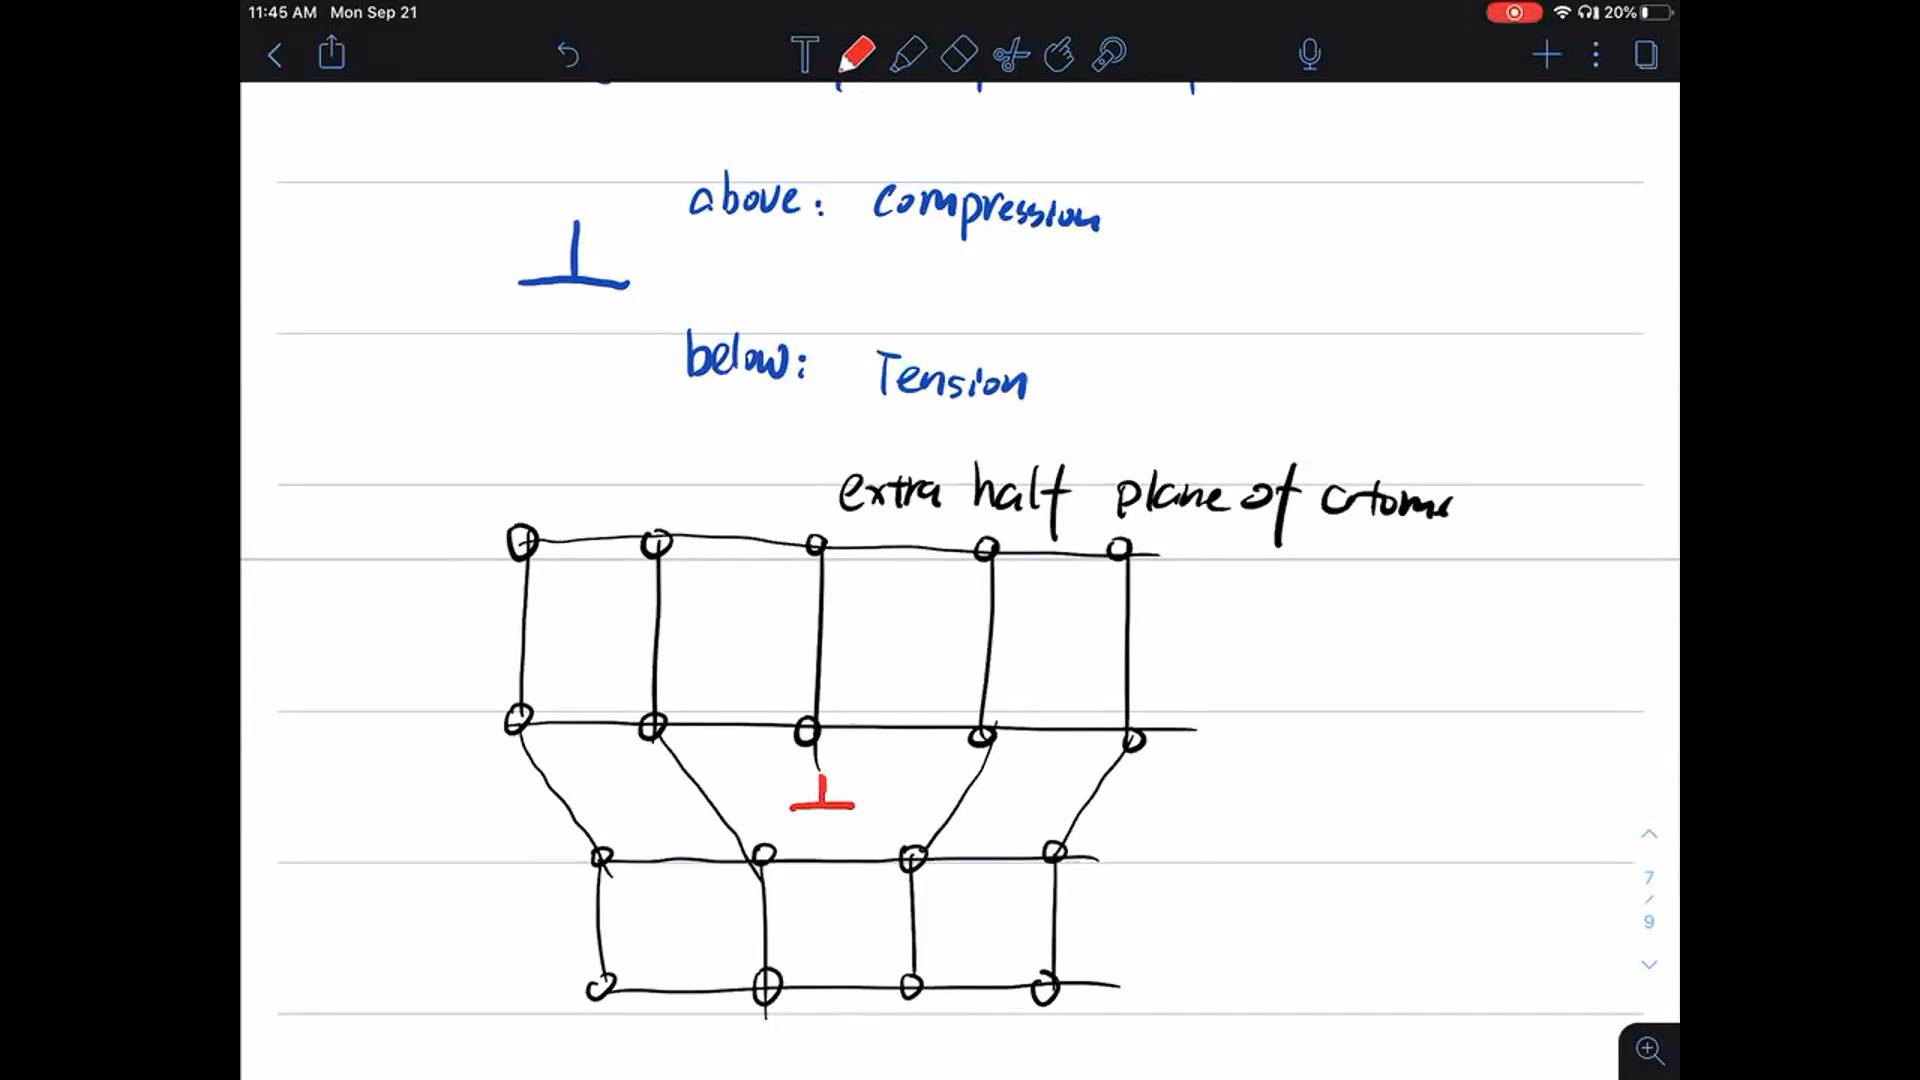 11:45 AM Mon Sep 21
20%
T
above: Compression
⊥
below: Tension
extra half plane of atoms
⊥
7
/
9